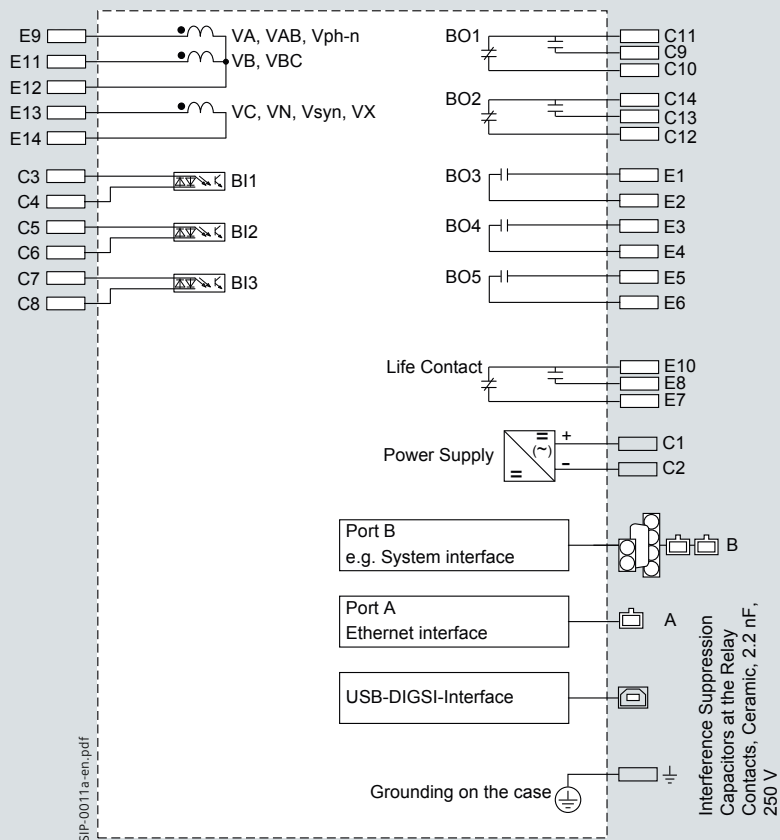 E9
VA, VAB, Vph-n
E11
VB, VBC
E12
E13
VC, VN, Vsyn, VX
E14
C3
BI1
C4
C5
BI2
C6
C7
BI3
C8
BO1
C11
C9
C10
BO2
C14
C13
C12
BO3
E1
E2
BO4
E3
E4
BO5
E5
E6
Life Contact
E10
E8
E7
Power Supply
=
(~)
=
+
-
C1
C2
Port B
e.g. System interface
B
Port A
Ethernet interface
A
USB-DIGSI-Interface
Grounding on the case
Interference Suppression
Capacitors at the Relay
Contacts, Ceramic, 2.2 nF,
250 V
SIP-0011a-en.pdf